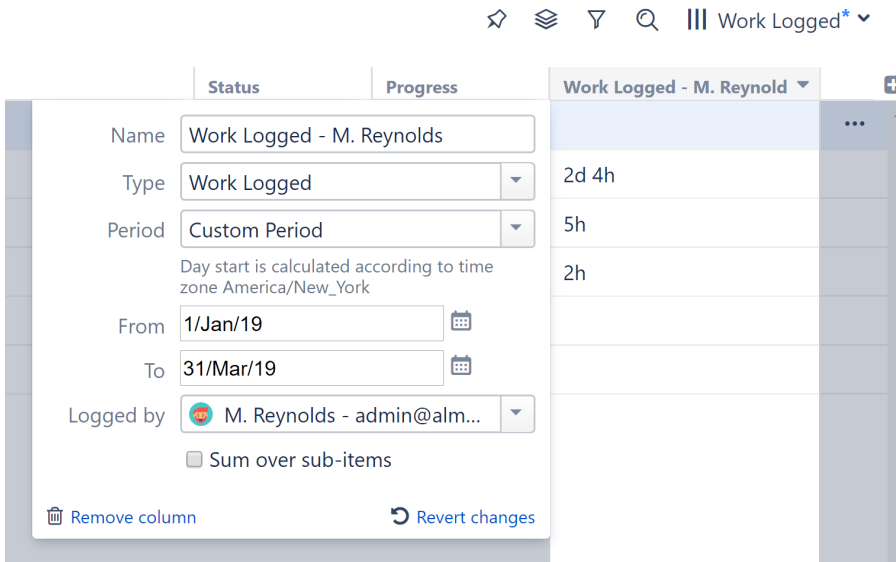 Work Logged*
Status
Progress
Work Logged - M. Reynold
Name
Work Logged - M. Reynolds
Type
Work Logged
2d 4h
Period
Custom Period
5h
Day start is calculated according to time
zone America/New_York
2h
From
1/Jan/19
To
31/Mar/19
Logged by
M. Reynolds - admin@alm...
Sum over sub-items
Remove column
Revert changes